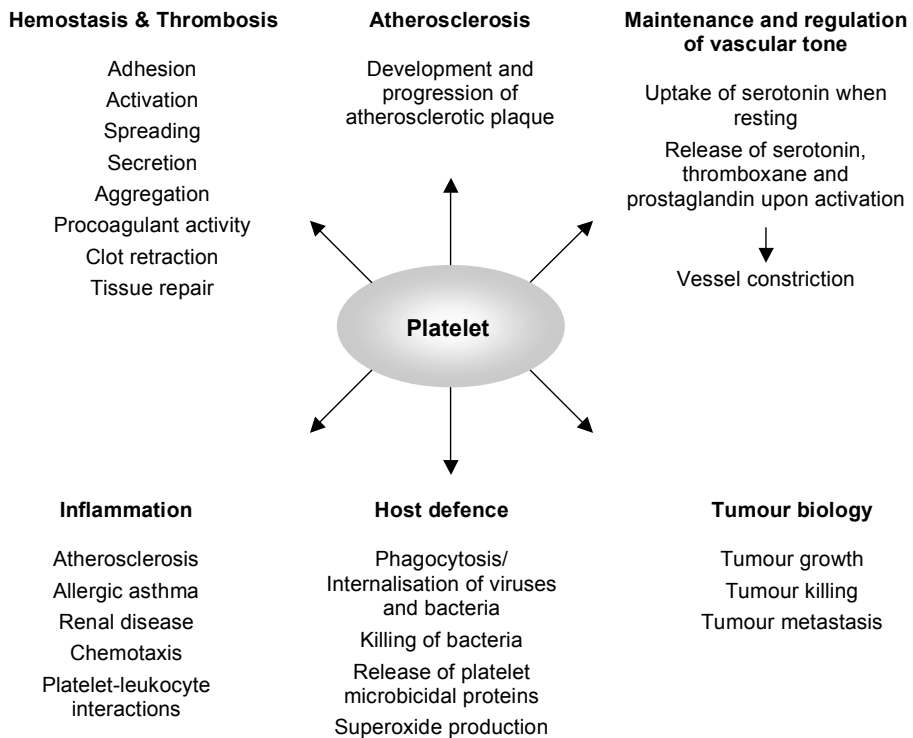 Hemostasis & Thrombosis
Adhesion
Activation
Spreading
Secretion
Aggregation
Procoagulant activity
Clot retraction
Tissue repair
Atherosclerosis
Development and
progression of
atherosclerotic plaque
Maintenance and regulation
of vascular tone
Uptake of serotonin when
resting
Release of serotonin,
thromboxane and
prostaglandin upon activation
Vessel constriction
Platelet
Inflammation
Atherosclerosis
Allergic asthma
Renal disease
Chemotaxis
Platelet-leukocyte
interactions
Host defence
Phagocytosis/
Internalisation of viruses
and bacteria
Killing of bacteria
Release of platelet
microbicidal proteins
Superoxide production
Tumour biology
Tumour growth
Tumour killing
Tumour metastasis